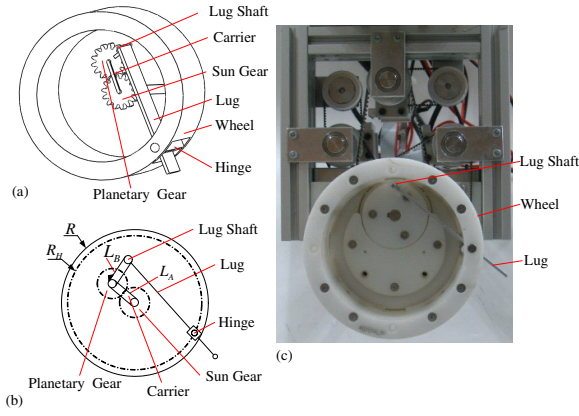 Lug Shaft
Carrier
Sun Gear
Lug
Wheel
Hinge
Planetary Gear
(a)
R
R_H
L_B
L_A
Lug Shaft
Lug
Hinge
Sun Gear
Carrier
Planetary Gear
(b)
Lug Shaft
Wheel
Lug
(c)